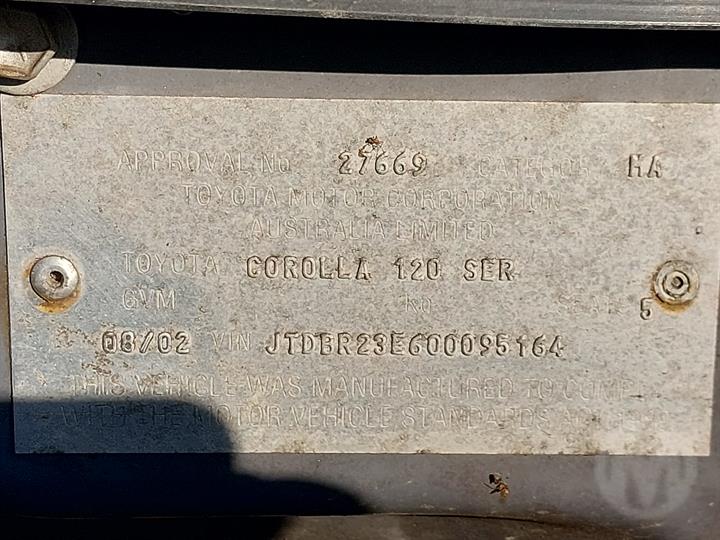 APPROVAL No 27669 CATEGORY MA
TOYOTA MOTOR CORPORATION
AUSTRALIA LIMITED
TOYOTA COROLLA 120 SER
GVM KG SEATS 5
08/02 VIN JTDBR23E600095164
THIS VEHICLE WAS MANUFACTURED TO COMPLY
WITH THE MOTOR VEHICLE STANDARDS ACT